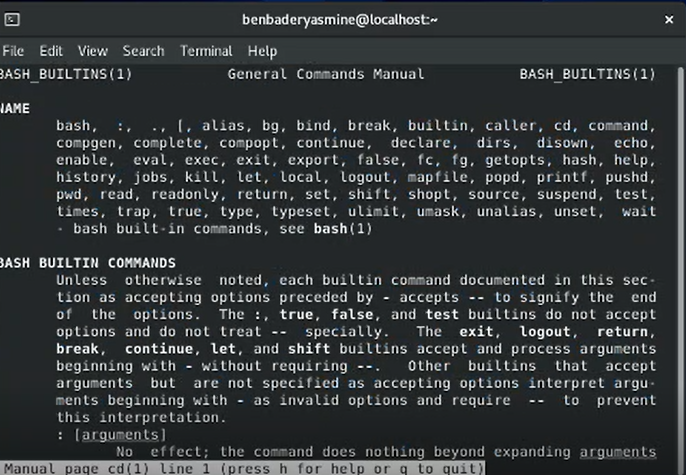 benbaderyasmine@localhost:~
File Edit View Search Terminal Help
BASH_BUILTINS(1) General Commands Manual BASH_BUILTINS(1)
NAME
bash, :, ., [, alias, bg, bind, break, builtin, caller, cd, command,
compgen, complete, compopt, continue, declare, dirs, disown, echo,
enable, eval, exec, exit, export, false, fc, fg, getopts, hash, help,
history, jobs, kill, let, local, logout, mapfile, popd, printf, pushd,
pwd, read, readonly, return, set, shift, shopt, source, suspend, test,
times, trap, true, type, typeset, ulimit, umask, unalias, unset, wait
- bash built-in commands, see bash(1)
BASH BUILTIN COMMANDS
Unless otherwise noted, each builtin command documented in this sec-
tion as accepting options preceded by - accepts -- to signify the end
of the options. The :, true, false, and test builtins do not accept
options and do not treat -- specially. The exit, logout, return,
break, continue, let, and shift builtins accept and process arguments
beginning with - without requiring --. Other builtins that accept
arguments but are not specified as accepting options interpret argu-
ments beginning with - as invalid options and require -- to prevent
this interpretation.
: [arguments]
No effect; the command does nothing beyond expanding arguments
Manual page cd(1) line 1 (press h for help or q to quit)